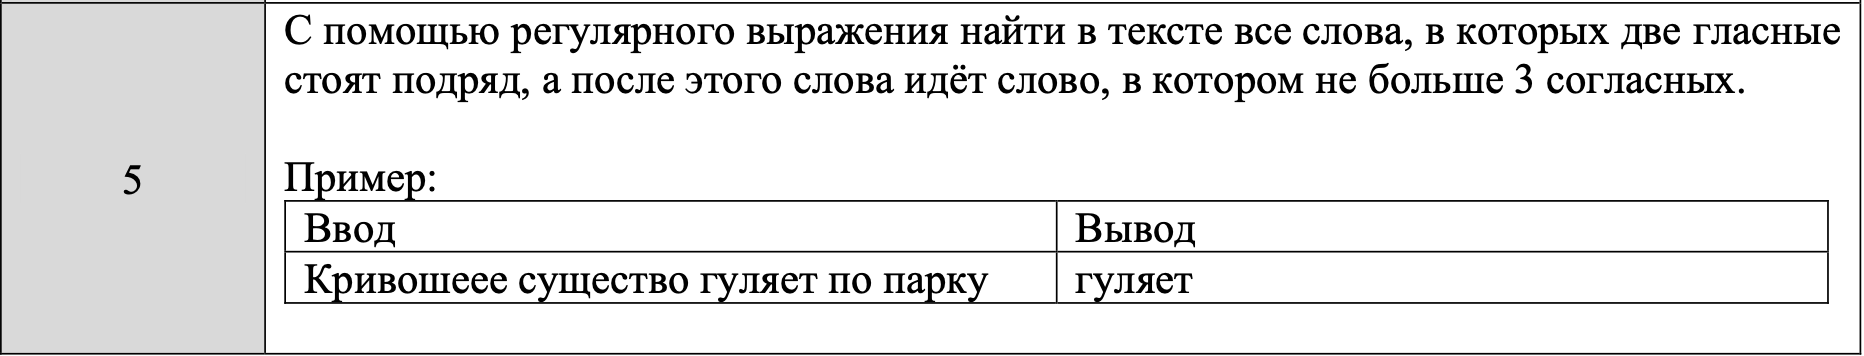 С помощью регулярного выражения найти в тексте все слова, в которых две гласные
стоят подряд, а после этого слова идёт слово, в котором не больше 3 согласных.
5
Пример:
Ввод Вывод
Кривошеее существо гуляет по парку гуляет